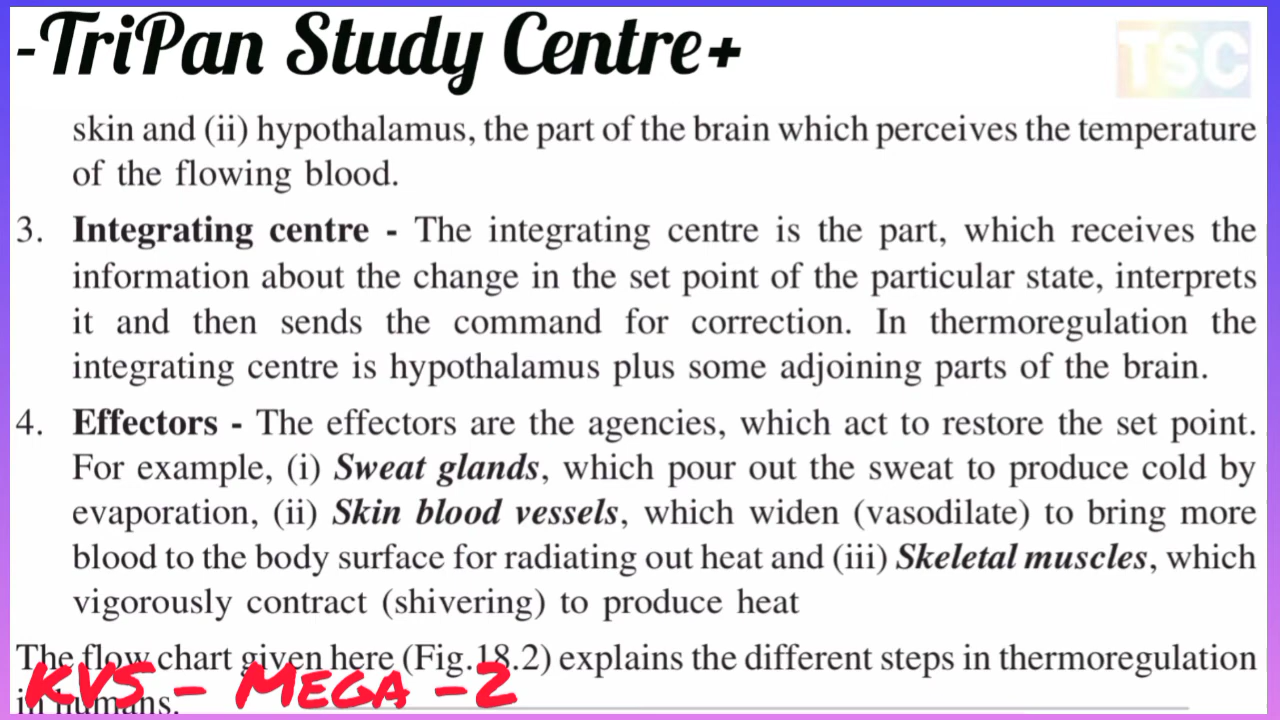 -TriPan Study Centre+
TSC
skin and (ii) hypothalamus, the part of the brain which perceives the temperature
of the flowing blood.
3. Integrating centre - The integrating centre is the part, which receives the
information about the change in the set point of the particular state, interprets
it and then sends the command for correction. In thermoregulation the
integrating centre is hypothalamus plus some adjoining parts of the brain.
4. Effectors - The effectors are the agencies, which act to restore the set point.
For example, (i) Sweat glands, which pour out the sweat to produce cold by
evaporation, (ii) Skin blood vessels, which widen (vasodilate) to bring more
blood to the body surface for radiating out heat and (iii) Skeletal muscles, which
vigorously contract (shivering) to produce heat
The flow chart given here (Fig.18.2) explains the different steps in thermoregulation
in humans.
KVS - MEGA -2